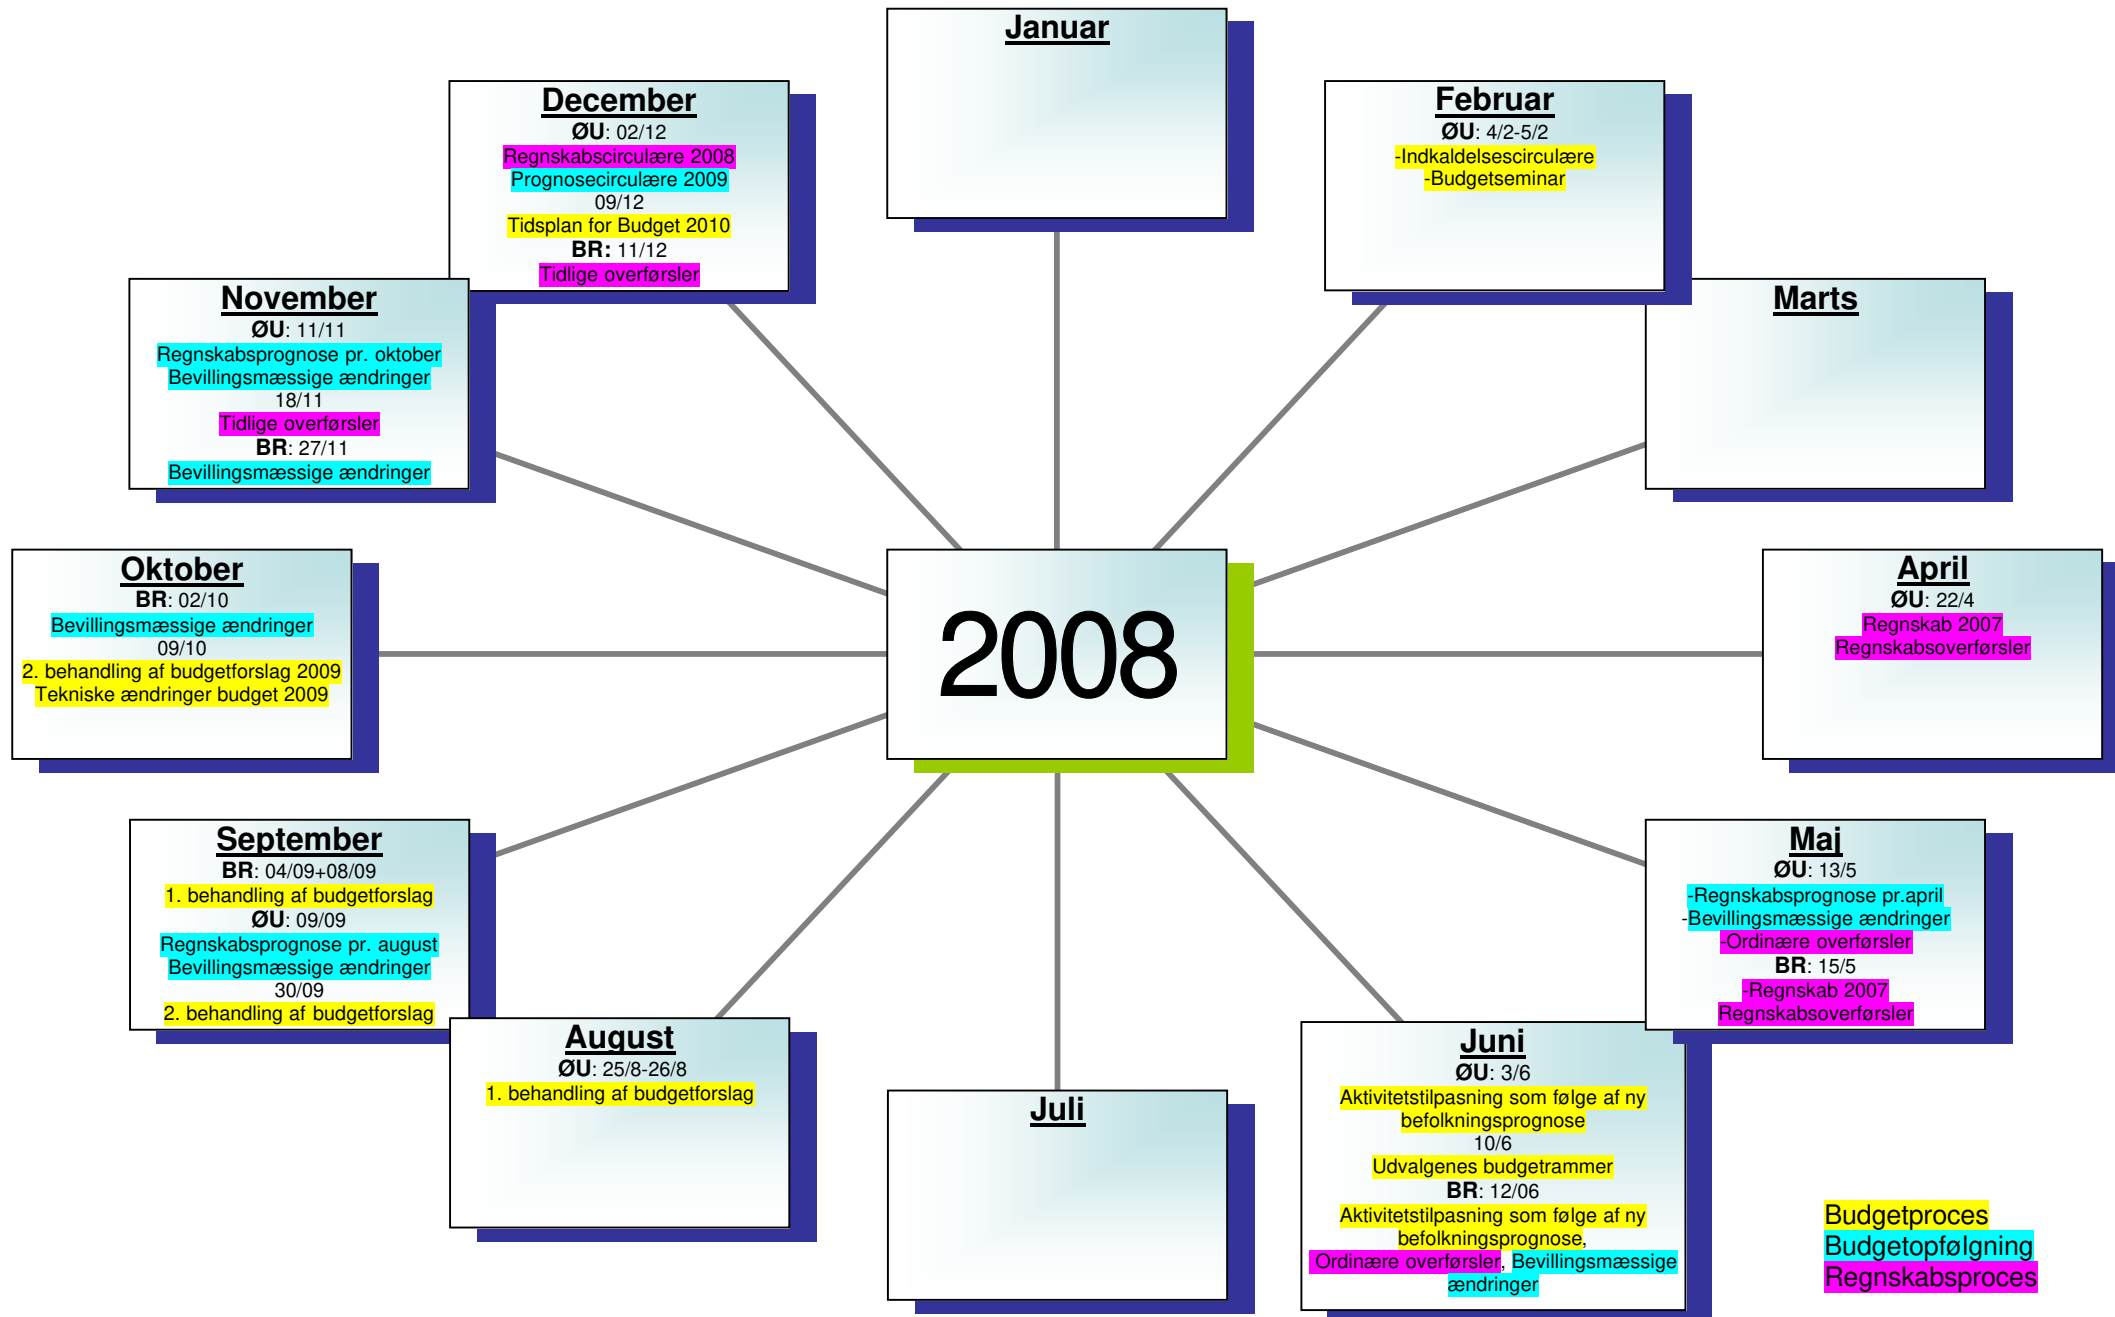 Januar
Februar
ØU: 4/2-5/2
-Indkaldelsescirculære
-Budgetseminar
Marts
April
ØU: 22/4
Regnskab 2007
Regnskabsoverførsler
Maj
ØU: 13/5
-Regnskabsprognose pr.april
-Bevillingsmæssige ændringer
-Ordinære overførsler
BR: 15/5
-Regnskab 2007
Regnskabsoverførsler
Juni
ØU: 3/6
Aktivitetstilpasning som følge af ny
befolkningsprognose
10/6
Udvalgenes budgetrammer
BR: 12/06
Aktivitetstilpasning som følge af ny
befolkningsprognose,
Ordinære overførsler, Bevillingsmæssige
ændringer
Juli
August
ØU: 25/8-26/8
1. behandling af budgetforslag
September
BR: 04/09+08/09
1. behandling af budgetforslag
ØU: 09/09
Regnskabsprognose pr. august
Bevillingsmæssige ændringer
30/09
2. behandling af budgetforslag
Oktober
BR: 02/10
Bevillingsmæssige ændringer
09/10
2. behandling af budgetforslag 2009
Tekniske ændringer budget 2009
November
ØU: 11/11
Regnskabsprognose pr. oktober
Bevillingsmæssige ændringer
18/11
Tidlige overførsler
BR: 27/11
Bevillingsmæssige ændringer
December
ØU: 02/12
Regnskabscirculære 2008
Prognosecirculære 2009
09/12
Tidsplan for Budget 2010
BR: 11/12
Tidlige overførsler
2008
Budgetproces
Budgetopfølgning
Regnskabsproces